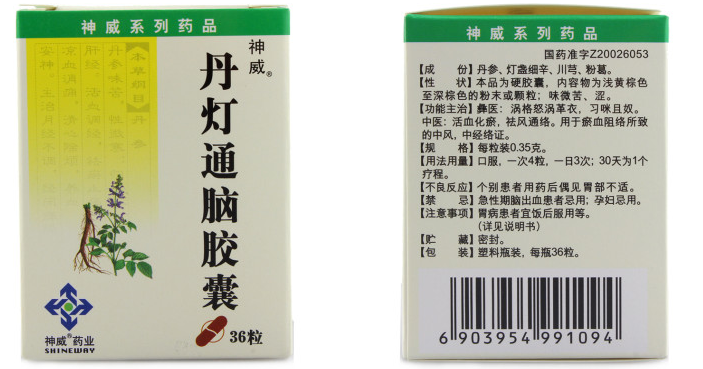 神威系列药品
神威®
丹灯通脑胶囊
36粒
本草纲目
丹参
神威®药业
SHINEWAY
神威系列药品
国药准字Z20026053
【成 份】丹参、灯盏细辛、川芎、粉葛。
【性 状】本品为硬胶囊，内容物为浅黄棕色
至深棕色的粉末或颗粒；味微苦、涩。
【功能主治】彝医：涡格怒涡革衣，习咪且奴。
中医：活血化瘀，祛风通络。用于瘀血阻络所致
的中风，中经络证。
【规 格】每粒装0.35克。
【用法用量】口服，一次4粒，一日3次；30天为1个
疗程。
【不良反应】个别患者用药后偶见胃部不适。
【禁 忌】急性期脑出血患者忌用；孕妇忌用。
【注意事项】胃病患者宜饭后服用等。
（详见说明书）
【贮 藏】密封。
【包 装】塑料瓶装，每瓶36粒。
6 903954 991094